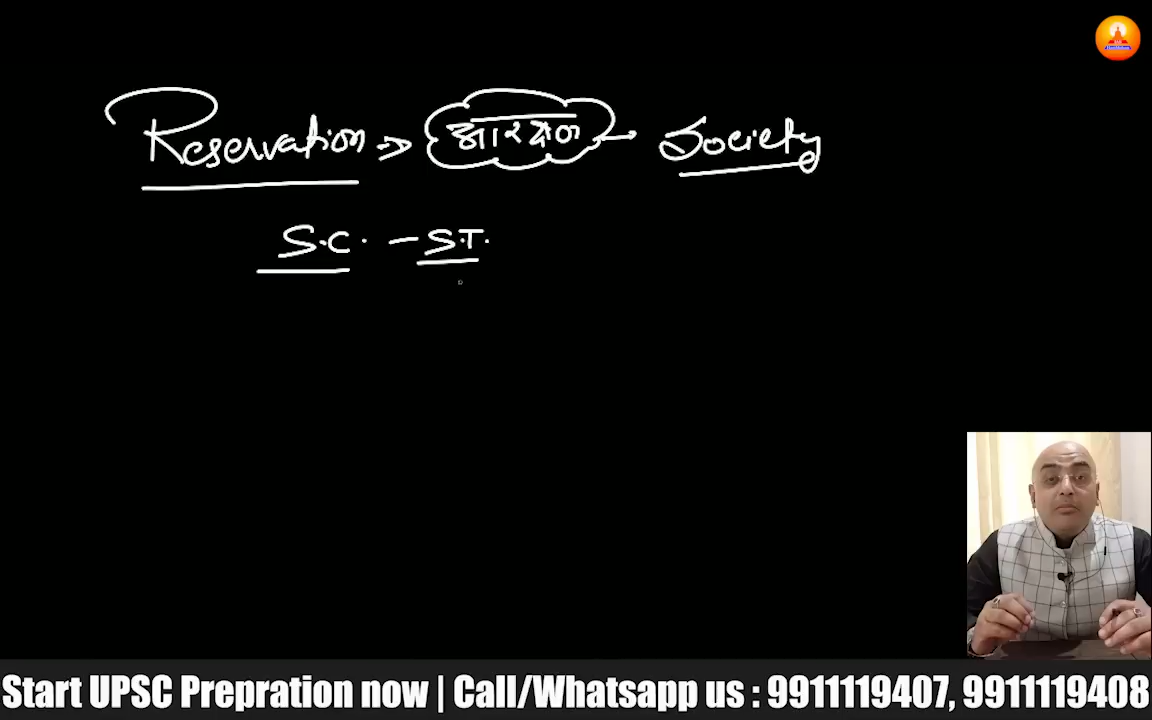 Reservation ⇒ आरक्षण → Society
S.C. – S.T.
Start UPSC Prepration now | Call/Whatsapp us : 9911119407, 9911119408